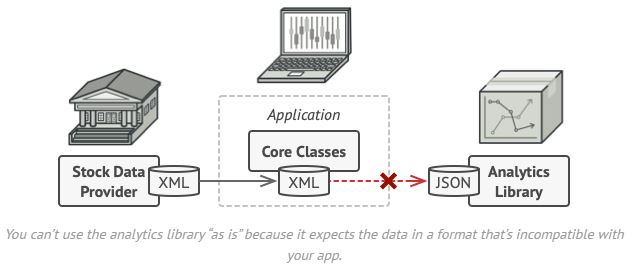 Application
Core Classes
XML
Stock Data
Provider
XML
JSON
Analytics
Library
You can't use the analytics library “as is” because it expects the data in a format that's incompatible with
your app.